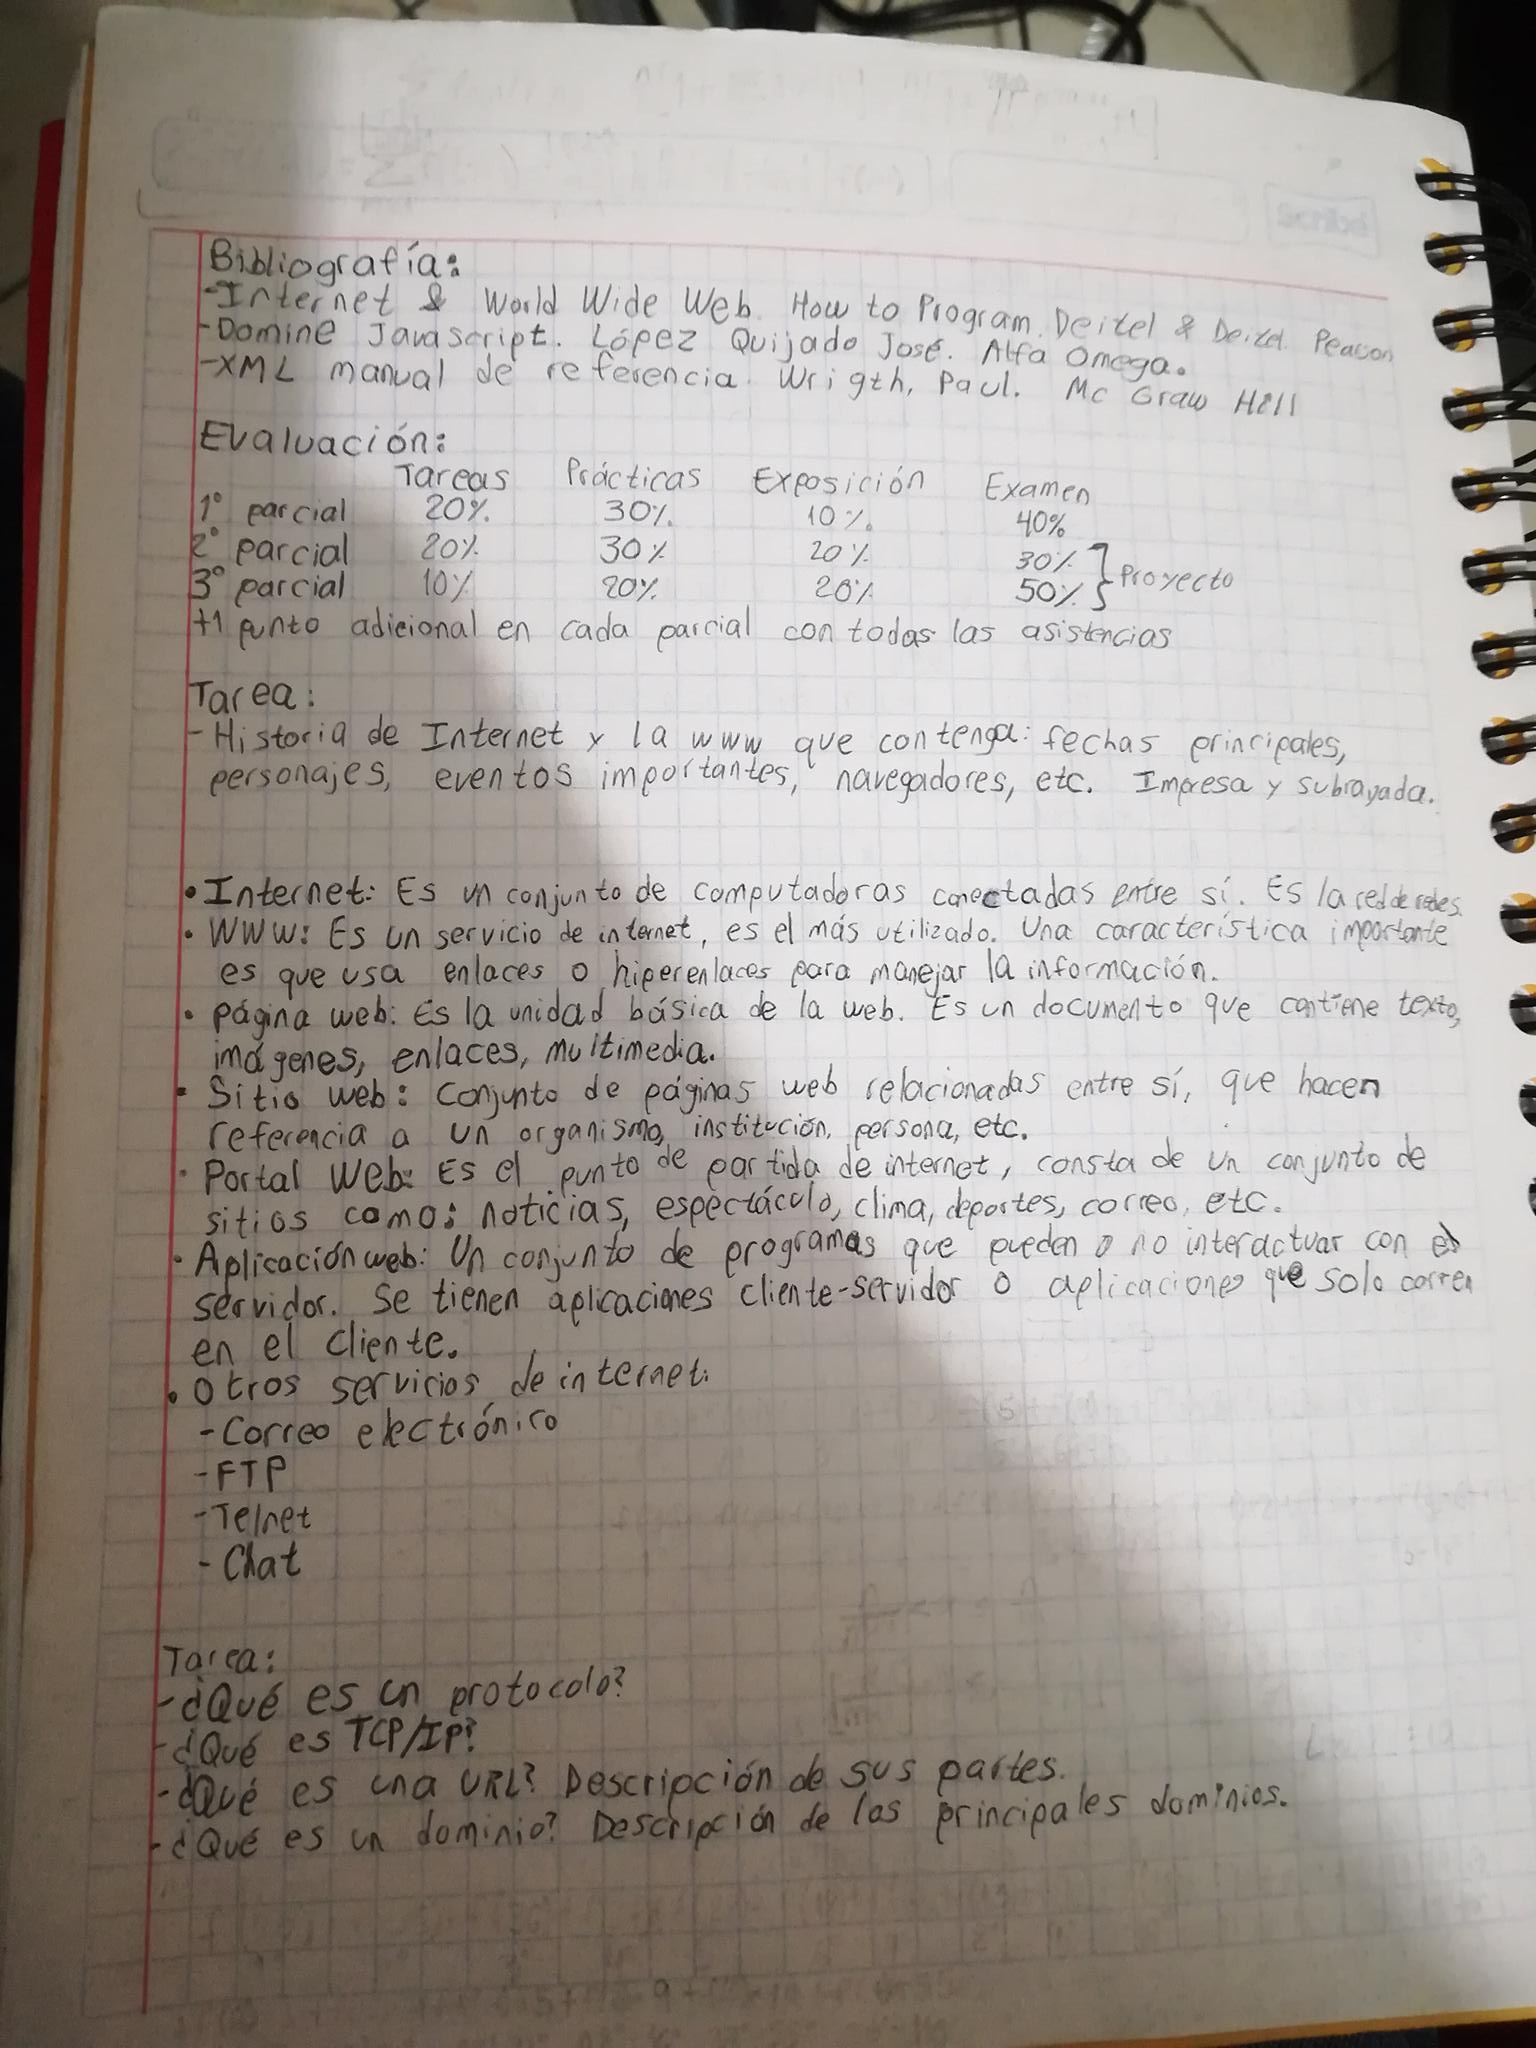 Bibliografía:
-Internet & World Wide Web. How to Program. Deitel & Deitel. Pearson
-Domine Javascript. López Quijado José. Alfa Omega.
-XML manual de referencia. Wrigth, Paul. Mc Graw Hill
Evaluación:
Tareas Prácticas Exposición Examen
1° parcial 20% 30% 10% 40%
2° parcial 20% 30% 20% 30%
3° parcial 10% 20% 20% 50% } Proyecto
+1 punto adicional en cada parcial con todas las asistencias
Tarea:
- Historia de Internet y la www que contenga: fechas principales,
personajes, eventos importantes, navegadores, etc. Impresa y subrayada.
• Internet: Es un conjunto de computadoras conectadas entre sí. Es la red de redes.
• WWW: Es un servicio de internet, es el más utilizado. Una característica importante
es que usa enlaces o hiperenlaces para manejar la información.
• página web: Es la unidad básica de la web. Es un documento que contiene texto,
imágenes, enlaces, multimedia.
• Sitio web: Conjunto de páginas web relacionadas entre sí, que hacen
referencia a un organismo, institución, persona, etc.
• Portal Web: Es el punto de partida de internet, consta de un conjunto de
sitios como: noticias, espectáculo, clima, deportes, correo, etc.
• Aplicación web: Un conjunto de programas que pueden o no interactuar con el
servidor. Se tienen aplicaciones cliente-servidor o aplicaciones que solo corren
en el cliente.
• Otros servicios de internet:
-Correo electrónico
-FTP
-Telnet
-Chat
Tarea:
-¿Qué es un protocolo?
-¿Qué es TCP/IP?
-¿Qué es una URL? Descripción de sus partes.
-¿Qué es un dominio? Descripción de los principales dominios.